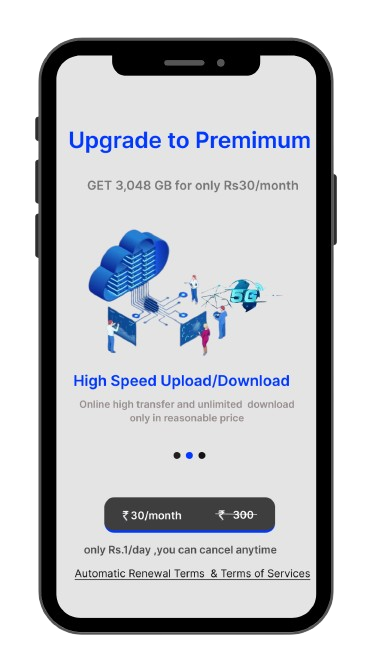 Upgrade to Premimum
GET 3,048 GB for only Rs30/month
5G
High Speed Upload/Download
Online high transfer and unlimited download
only in reasonable price
₹ 30/month ₹ 300
only Rs.1/day ,you can cancel anytime
Automatic Renewal Terms & Terms of Services